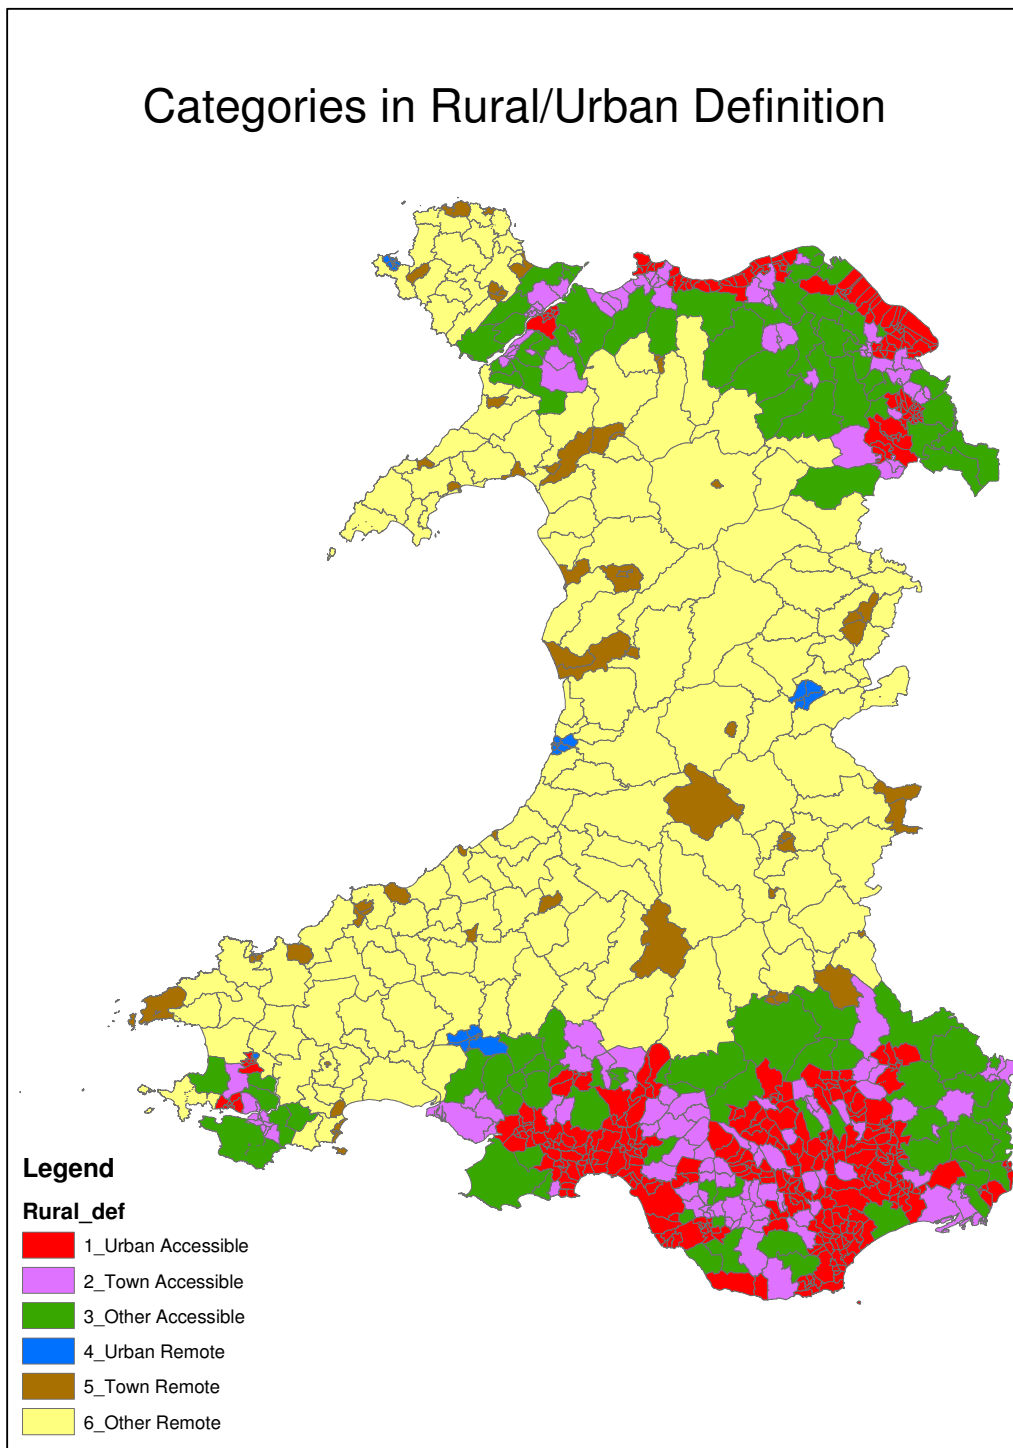 Categories in Rural/Urban Definition
Legend
Rural_def
1_Urban Accessible
2_Town Accessible
3_Other Accessible
4_Urban Remote
5_Town Remote
6_Other Remote